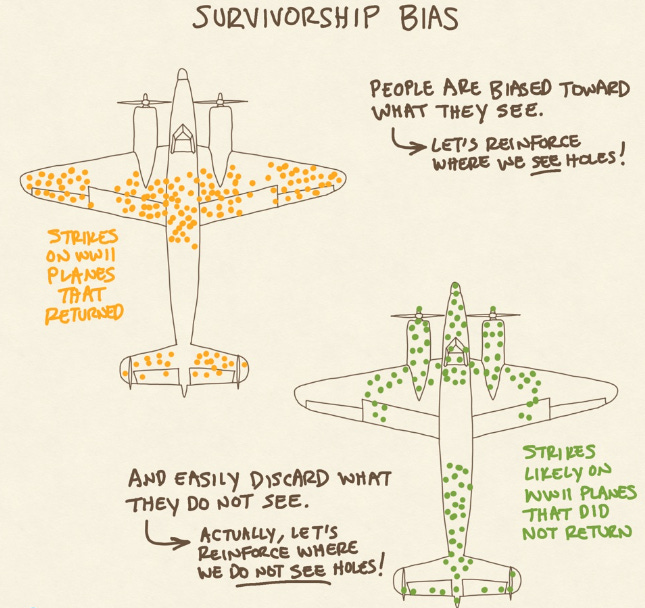 SURVIVORSHIP BIAS
PEOPLE ARE BIASED TOWARD
WHAT THEY SEE.
LET'S REINFORCE
WHERE WE SEE HOLES!
STRIKES
ON WWII
PLANES
THAT
RETURNED
AND EASILY DISCARD WHAT
THEY DO NOT SEE.
ACTUALLY, LET'S
REINFORCE WHERE
WE DO NOT SEE HOLES!
STRIKES
LIKELY ON
WWII PLANES
THAT DID
NOT RETURN